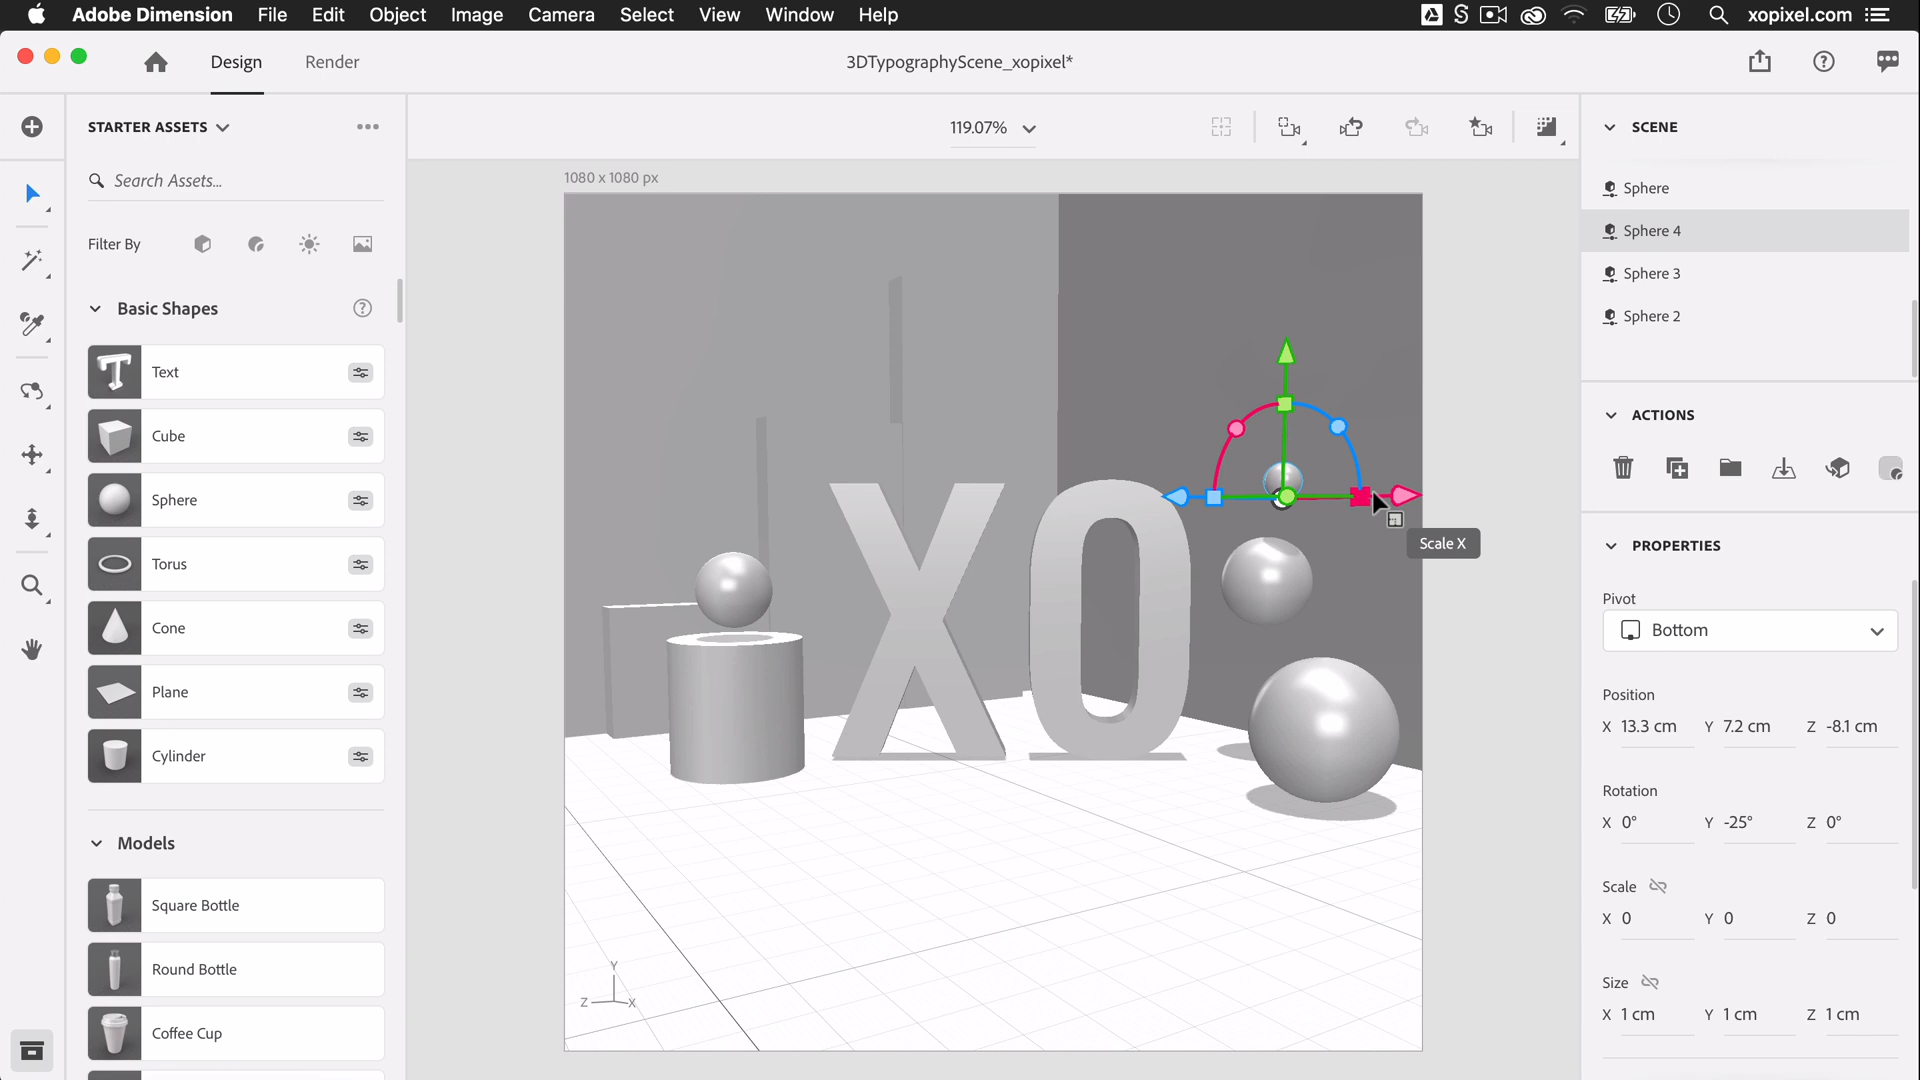 Adobe Dimension File Edit Object Image Camera Select View Window Help xopixel.com
Design Render 3DTypographyScene_xopixel*
STARTER ASSETS
Search Assets...
Filter By
Basic Shapes
Text
Cube
Sphere
Torus
Cone
Plane
Cylinder
Models
Square Bottle
Round Bottle
Coffee Cup
119.07%
1080 x 1080 px
XO
Scale X
Y
Z X
SCENE
Sphere
Sphere 4
Sphere 3
Sphere 2
ACTIONS
PROPERTIES
Pivot
Bottom
Position
X 13.3 cm Y 7.2 cm Z -8.1 cm
Rotation
X 0° Y -25° Z 0°
Scale
X 0 Y 0 Z 0
Size
X 1 cm Y 1 cm Z 1 cm